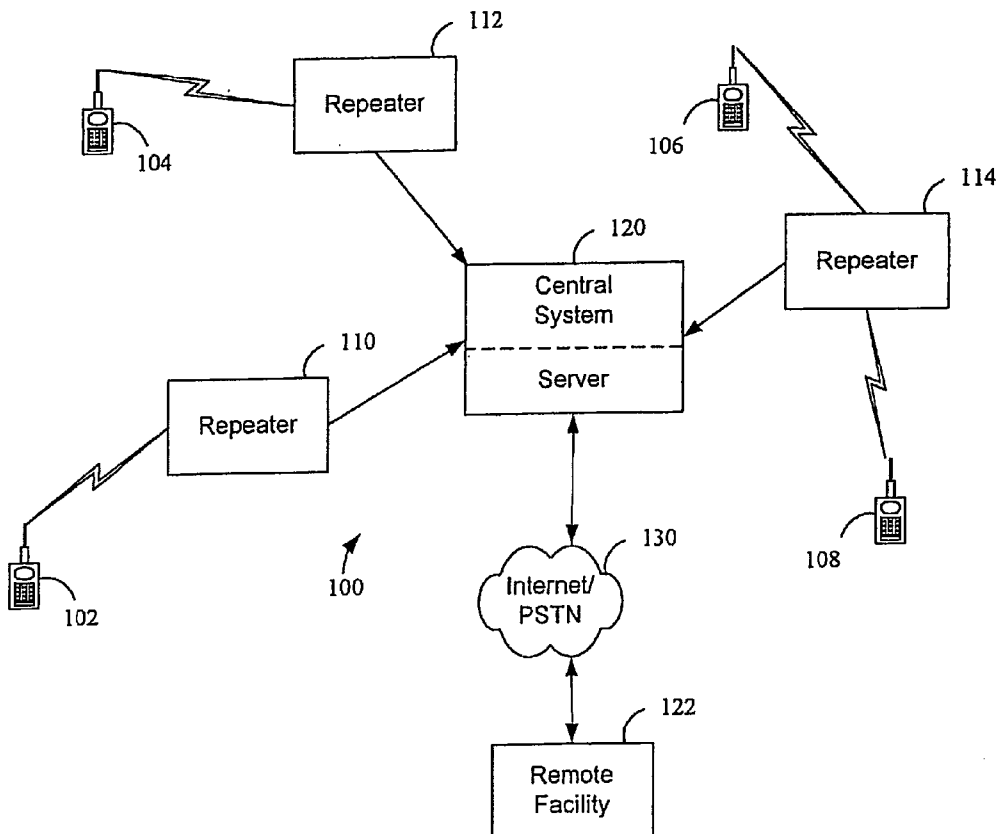 112
Repeater
104
106
114
Repeater
120
Central
System
Server
110
Repeater
102
100
108
130
Internet/
PSTN
122
Remote
Facility